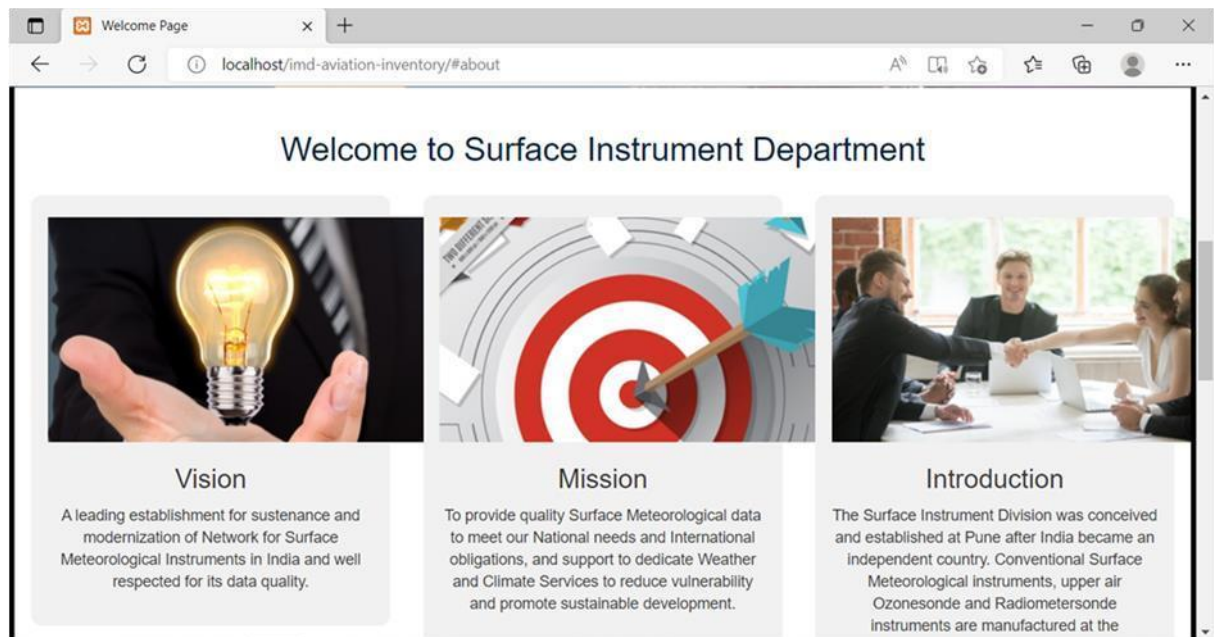 Welcome Page
localhost/imd-aviation-inventory/#about
Welcome to Surface Instrument Department
TWO DIFFERENT
Vision
A leading establishment for sustenance and
modernization of Network for Surface
Meteorological Instruments in India and well
respected for its data quality.
Mission
To provide quality Surface Meteorological data
to meet our National needs and International
obligations, and support to dedicate Weather
and Climate Services to reduce vulnerability
and promote sustainable development.
Introduction
The Surface Instrument Division was conceived
and established at Pune after India became an
independent country. Conventional Surface
Meteorological instruments, upper air
Ozonesonde and Radiometersonde
instruments are manufactured at the